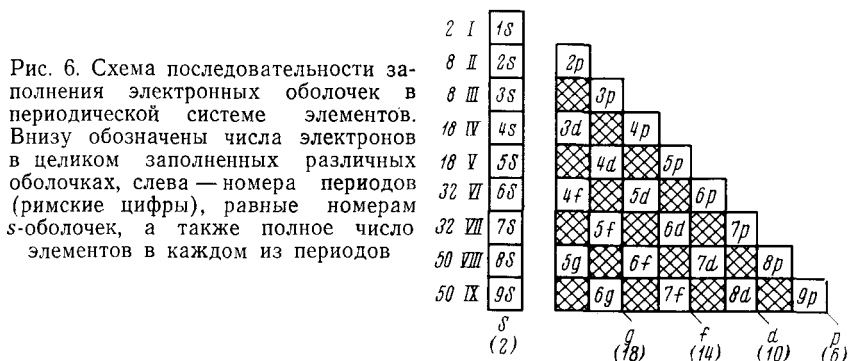 Рис. 6. Схема последовательности за-
полнения электронных оболочек в
периодической системе элементов.
Внизу обозначены числа электронов
в целиком заполненных различных
оболочках, слева — номера периодов
(римские цифры), равные номерам
s-оболочек, а также полное число
элементов в каждом из периодов
2 I 1s
8 II 2s 2p
8 III 3s 3p
18 IV 4s 3d 4p
18 V 5s 4d 5p
32 VI 6s 4f 5d 6p
32 VII 7s 5f 6d 7p
50 VIII 8s 5g 6f 7d 8p
50 IX 9s 6g 7f 8d 9p
s g f d p
(2) (18) (14) (10) (6)